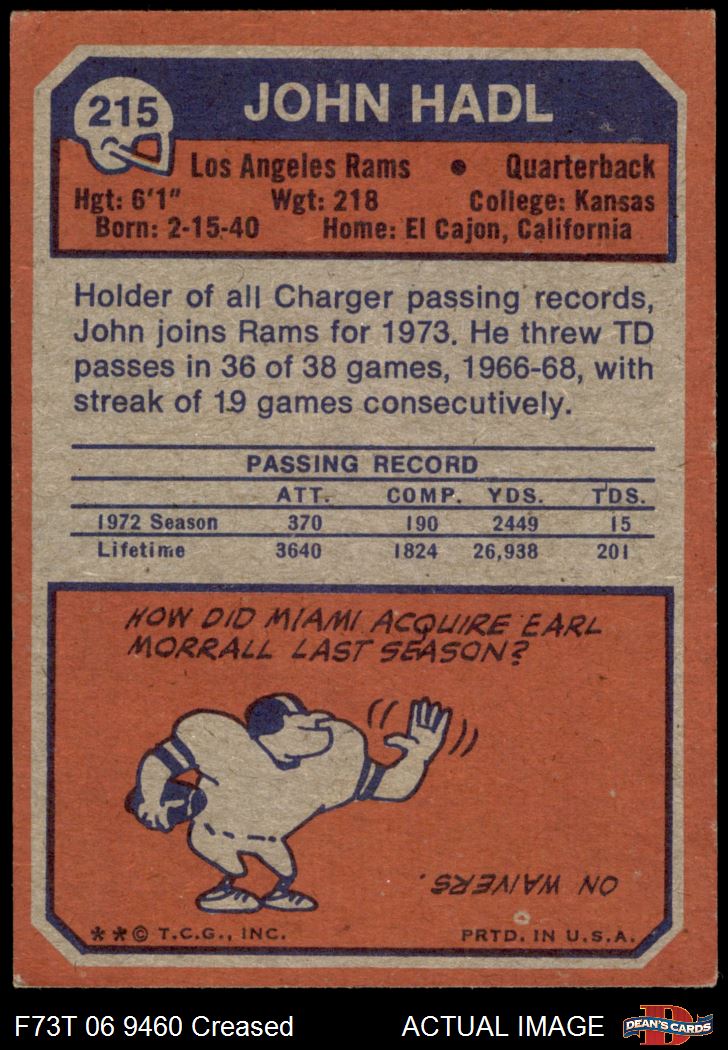 215
JOHN HADL
Los Angeles Rams • Quarterback
Hgt: 6'1" Wgt: 218 College: Kansas
Born: 2-15-40 Home: El Cajon, California
Holder of all Charger passing records,
John joins Rams for 1973. He threw TD
passes in 36 of 38 games, 1966-68, with
streak of 19 games consecutively.
PASSING RECORD
ATT. COMP. YDS. TDS.
1972 Season 370 190 2449 15
Lifetime 3640 1824 26,938 201
HOW DID MIAMI ACQUIRE EARL
MORRALL LAST SEASON?
ON WAIVERS.
**© T.C.G., INC. PRTD. IN U.S.A.
F73T 06 9460 Creased ACTUAL IMAGE
D
DEAN'S CARDS